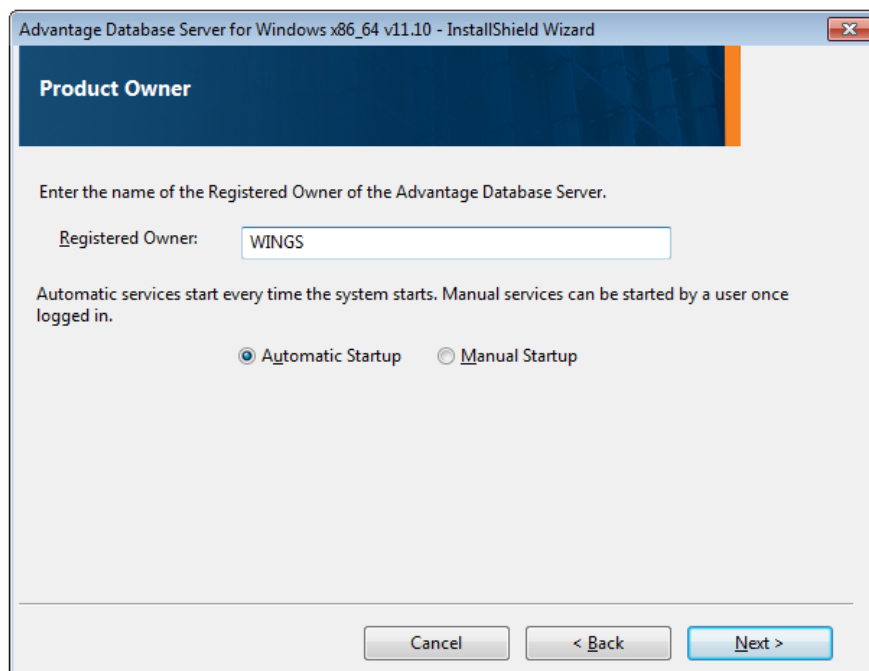 Advantage Database Server for Windows x86_64 v11.10 - InstallShield Wizard
Product Owner
Enter the name of the Registered Owner of the Advantage Database Server.
Registered Owner: WINGS
Automatic services start every time the system starts. Manual services can be started by a user once
logged in.
Automatic Startup Manual Startup
Cancel < Back Next >